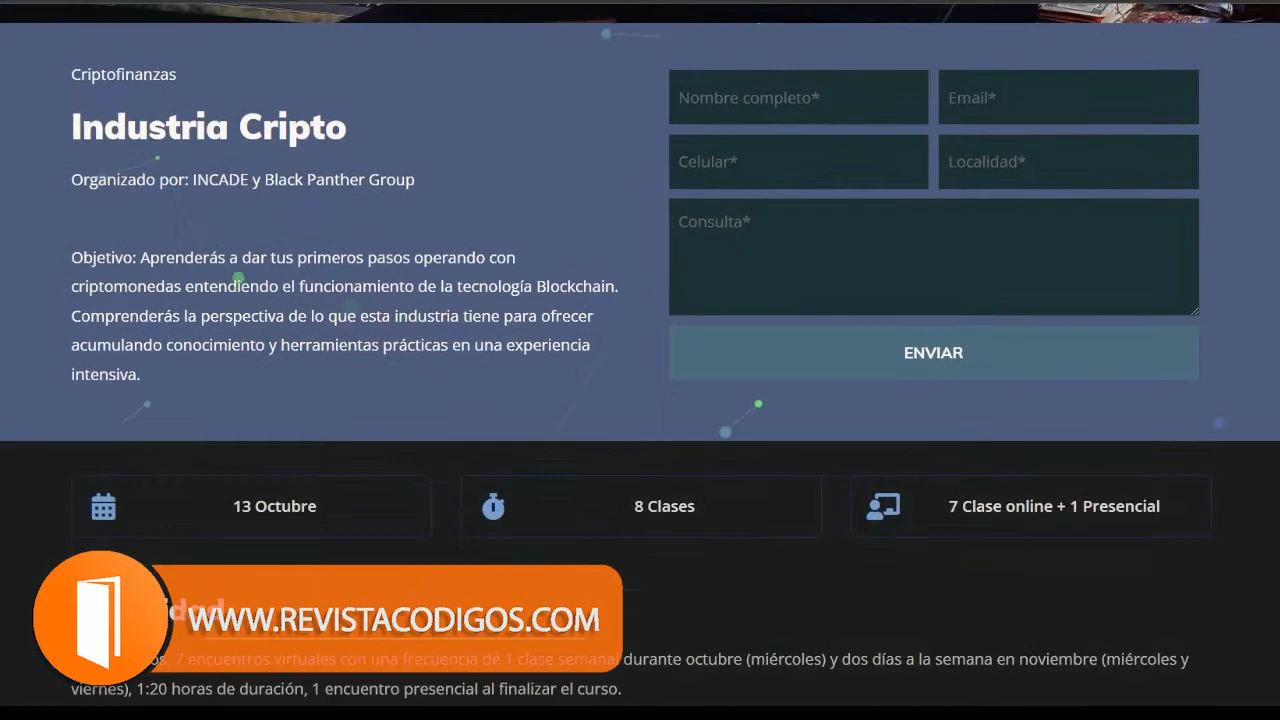 Criptofinanzas
Industria Cripto
Organizado por: INCADE y Black Panther Group
Objetivo: Aprenderás a dar tus primeros pasos operando con
criptomonedas entendiendo el funcionamiento de la tecnología Blockchain.
Comprenderás la perspectiva de lo que esta industria tiene para ofrecer
acumulando conocimiento y herramientas prácticas en una experiencia
intensiva.
Nombre completo* Email*
Celular* Localidad*
Consulta*
ENVIAR
13 Octubre
8 Clases
7 Clase online + 1 Presencial
WWW.REVISTACODIGOS.COM
7 encuentros virtuales con una frecuencia de 1 clase semanal durante octubre (miércoles) y dos días a la semana en noviembre (miércoles y
viernes), 1:20 horas de duración, 1 encuentro presencial al finalizar el curso.